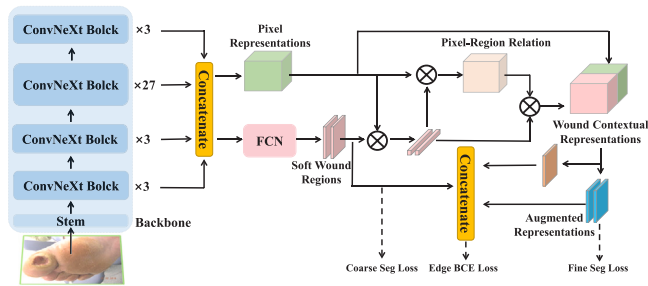 ConvNeXt Bolck
×3
ConvNeXt Bolck
×27
ConvNeXt Bolck
×3
ConvNeXt Bolck
×3
Stem
Backbone
Concatenate
Pixel
Representations
FCN
Soft Wound
Regions
Pixel-Region Relation
Wound Contextual
Representations
Concatenate
Augmented
Representations
Coarse Seg Loss
Edge BCE Loss
Fine Seg Loss